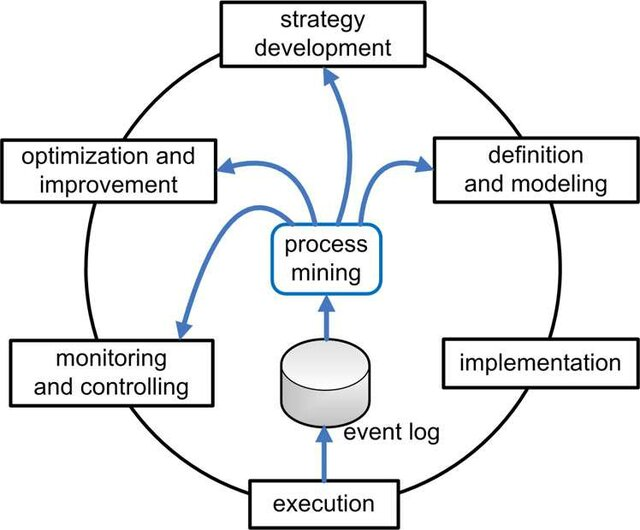 strategy
development
optimization and
improvement
definition
and modeling
process
mining
monitoring
and controlling
implementation
event log
execution